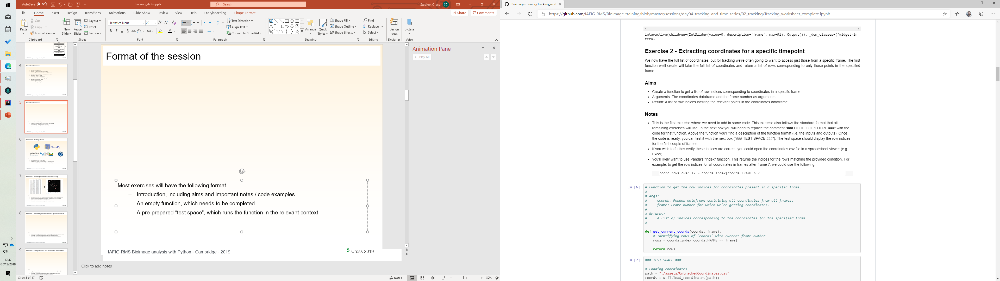 AutoSave Off
Tracking_slides.pptx
Search
Stephen Cross SC
File Home Insert Design Transitions Animations Slide Show Review View Help Storyboarding Shape Format
Share Comments
Paste
Cut
Copy
Format Painter
Clipboard
New Slide
Reuse Slides
Layout
Reset
Section
Slides
Helvetica Neue 20
B I U S ab AV Aa
Font
Paragraph
Text Direction
Align Text
Convert to SmartArt
Arrange
Quick Styles
Shape Fill
Shape Outline
Shape Effects
Drawing
Find
Replace
Select
Editing
Design Ideas
Designer
Dictate
Voice
4
Format of the session
5
Format of the session
6
Exercise 0 - Getting started
NumPy
pandas
7
Exercise 1 - Loading coordinates and visualising
8
Exercise 2 - Extracting coordinates for a specific timepoint
9
Exercise 3 - Assign tracks IDs to coordinates in first frame
Format of the session
Most exercises will have the following format
– Introduction, including aims and important notes / code examples
– An empty function, which needs to be completed
– A pre-prepared “test space”, which runs the function in the relevant context
IAFIG-RMS Bioimage analysis with Python - Cambridge - 2019
5 Cross 2019
Click to add notes
Animation Pane
Play All
Slide 5 of 17
Notes
80%
17:47
07/12/2019
Bioimage-training/Tracking_wor
https://github.com/IAFIG-RMS/Bioimage-training/blob/master/sessions/day04-tracking-and-time-series/02_tracking/Tracking_worksheet_complete.ipynb
interactive(children=(IntSlider(value=0, description='frame', max=91), Output()), _dom_classes=('widget-in
tera…
Exercise 2 - Extracting coordinates for a specific timepoint
We now have the full list of coordinates, but for tracking we're often going to want to access just those from a specific frame. The first
function we'll create will take the full list of coordinates and return a list of rows corresponding to only those points in the specified
frame.
Aims
• Create a function to get a list of row indices corresponding to coordinates in a specific frame
• Arguments: The coordinates dataframe and the frame number as arguments
• Return: A list of row indices locating the relevant points in the coordinates dataframe
Notes
• This is the first exercise where we need to add in some code. This exercise also follows the standard format that all
remaining exercises will use. In the next box you will need to replace the comment "### CODE GOES HERE ###" with the
code for that function. Above the function you'll find a description of the function format (i.e. the inputs and outputs). Once
the code is ready, you can test it with the next box ("### TEST SPACE ###"). The test space should display the row indices
for the first couple of frames.
• If you wish to further verify these indices are correct, you could open the coordinates csv file in a spreadsheet viewer (e.g.
Excel).
• You'll likely want to use Panda's "index" function. This returns the indices for the rows matching the provided condition. For
example, to get the row indices for all coordinates in frames after frame 7, we could use the following:
coord_rows_over_f7 = coords.index[coords.FRAME > 7]
In [6]: # Function to get the row indices for coordinates present in a specific frame.
#
# Args:
#     coords: Pandas dataframe containing all coordinates from all frames.
#     frame: Frame number for which we're getting coordinates.
#
# Returns:
#     A list of indices corresponding to the coordinates for the specified frame
#
def get_current_coords(coords, frame):
    # Identifying rows of "coords" with current frame number
    rows = coords.index[coords.FRAME == frame]
    return rows
In [7]: ### TEST SPACE ###
# Loading coordinates
path = "./assets/UntrackedCoordinates.csv"
coords = util.load_coordinates(path);